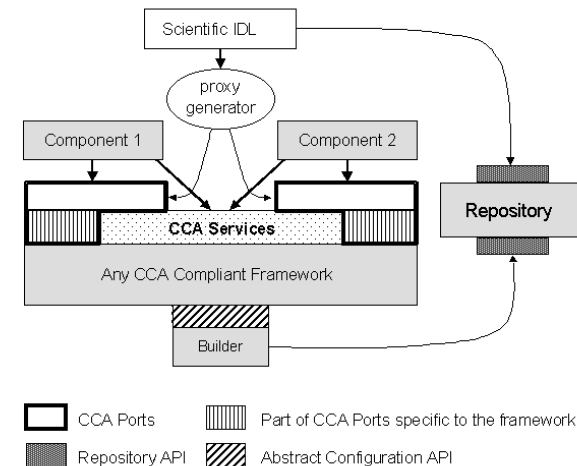 Scientific IDL
proxy
generator
Component 1
Component 2
Repository
CCA Services
Any CCA Compliant Framework
Builder
CCA Ports
Part of CCA Ports specific to the framework
Repository API
Abstract Configuration API